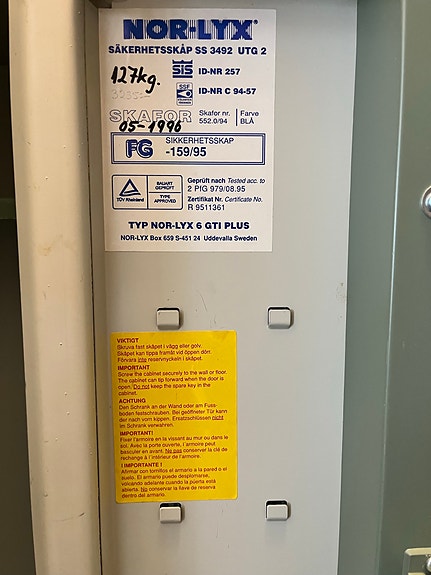 NOR-LYX®
SÄKERHETSSKÅP SS 3492 UTG 2
127kg.
SIS ID-NR 257
SSF ID-NR C 94-57
SKAFOR Skafor nr. Farve
05-1996 552.0/94 BLÅ
FG SIKKERHETSSKAP
-159/95
BAUART GEPRÜFT
TYPE APPROVED
TÜV Rheinland
Geprüft nach Tested acc. to
2 PfG 979/08.95
Zertifikat Nr. Certificate No.
R 9511361
TYP NOR-LYX 6 GTI PLUS
NOR-LYX Box 659 S-451 24 Uddevalla Sweden
VIKTIGT
Skruva fast skåpet i vägg eller golv.
Skåpet kan tippa framåt vid öppen dörr.
Förvara inte reservnyckeln i skåpet.
IMPORTANT
Screw the cabinet securely to the wall or floor.
The cabinet can tip forward when the door is
open. Do not keep the spare key in the
cabinet.
ACHTUNG
Den Schrank an der Wand oder am Fuss-
boden festschrauben. Bei geöffneter Tür kann
der nach vorn kippen. Ersatzschlüssen nicht
im Schrank verwahren.
IMPORTANT!
Fixer l'armoire en la vissant au mur ou dans le
sol. Avec la porte ouverte, l'armoire peut
basculer en avant. Ne pas conserver la clé de
rechange à l'intérieur de l'armoire.
¡ IMPORTANTE !
Afirmar con tornillos el armario a la pared o el
suelo. El armario puede desplomarse,
volcando adelante cuando la puerta está
abierta. No conservar la llave de reserva
dentro del armario.